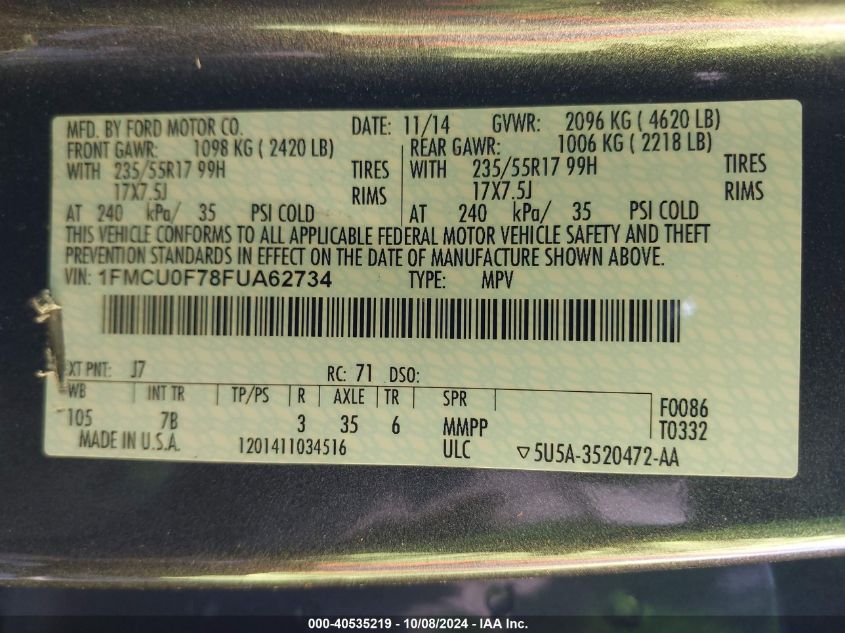 MFD. BY FORD MOTOR CO. DATE: 11/14 GVWR: 2096 KG ( 4620 LB)
FRONT GAWR: 1098 KG ( 2420 LB) REAR GAWR: 1006 KG ( 2218 LB)
WITH 235/55R17 99H TIRES WITH 235/55R17 99H TIRES
17X7.5J RIMS 17X7.5J RIMS
AT 240 kPa/ 35 PSI COLD AT 240 kPa/ 35 PSI COLD
THIS VEHICLE CONFORMS TO ALL APPLICABLE FEDERAL MOTOR VEHICLE SAFETY AND THEFT
PREVENTION STANDARDS IN EFFECT ON THE DATE OF MANUFACTURE SHOWN ABOVE.
VIN: 1FMCU0F78FUA62734 TYPE: MPV
XT PNT: J7 RC: 71 DSO:
WB INT TR TP/PS R AXLE TR SPR F0086
105 7B 3 35 6 MMPP T0332
MADE IN U.S.A. 1201411034516 ULC ▽5U5A-3520472-AA
000-40535219 - 10/08/2024 - IAA Inc.